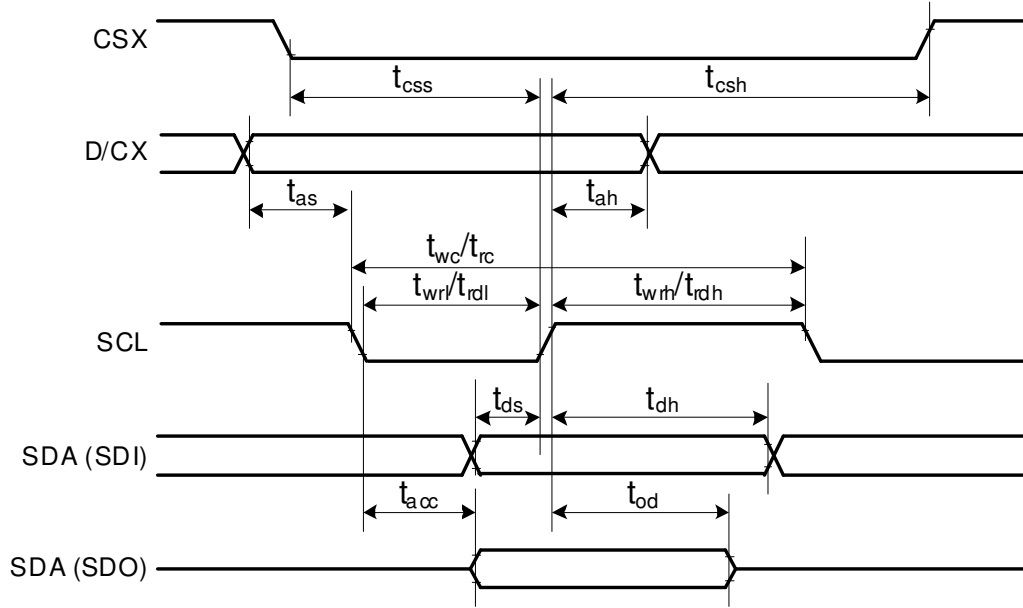 CSX
tcss
tcsh
D/CX
tas
tah
twc/trc
twrl/trdl
twrh/trdh
SCL
tds
tdh
SDA (SDI)
tacc
tod
SDA (SDO)